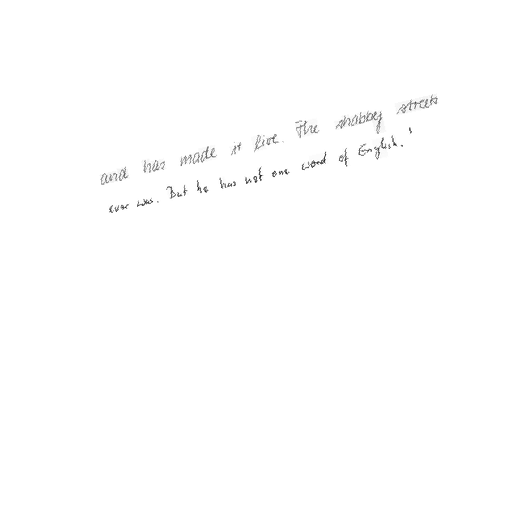 and has made it live. The shabby streets
ever was. But he has not one word of English. '